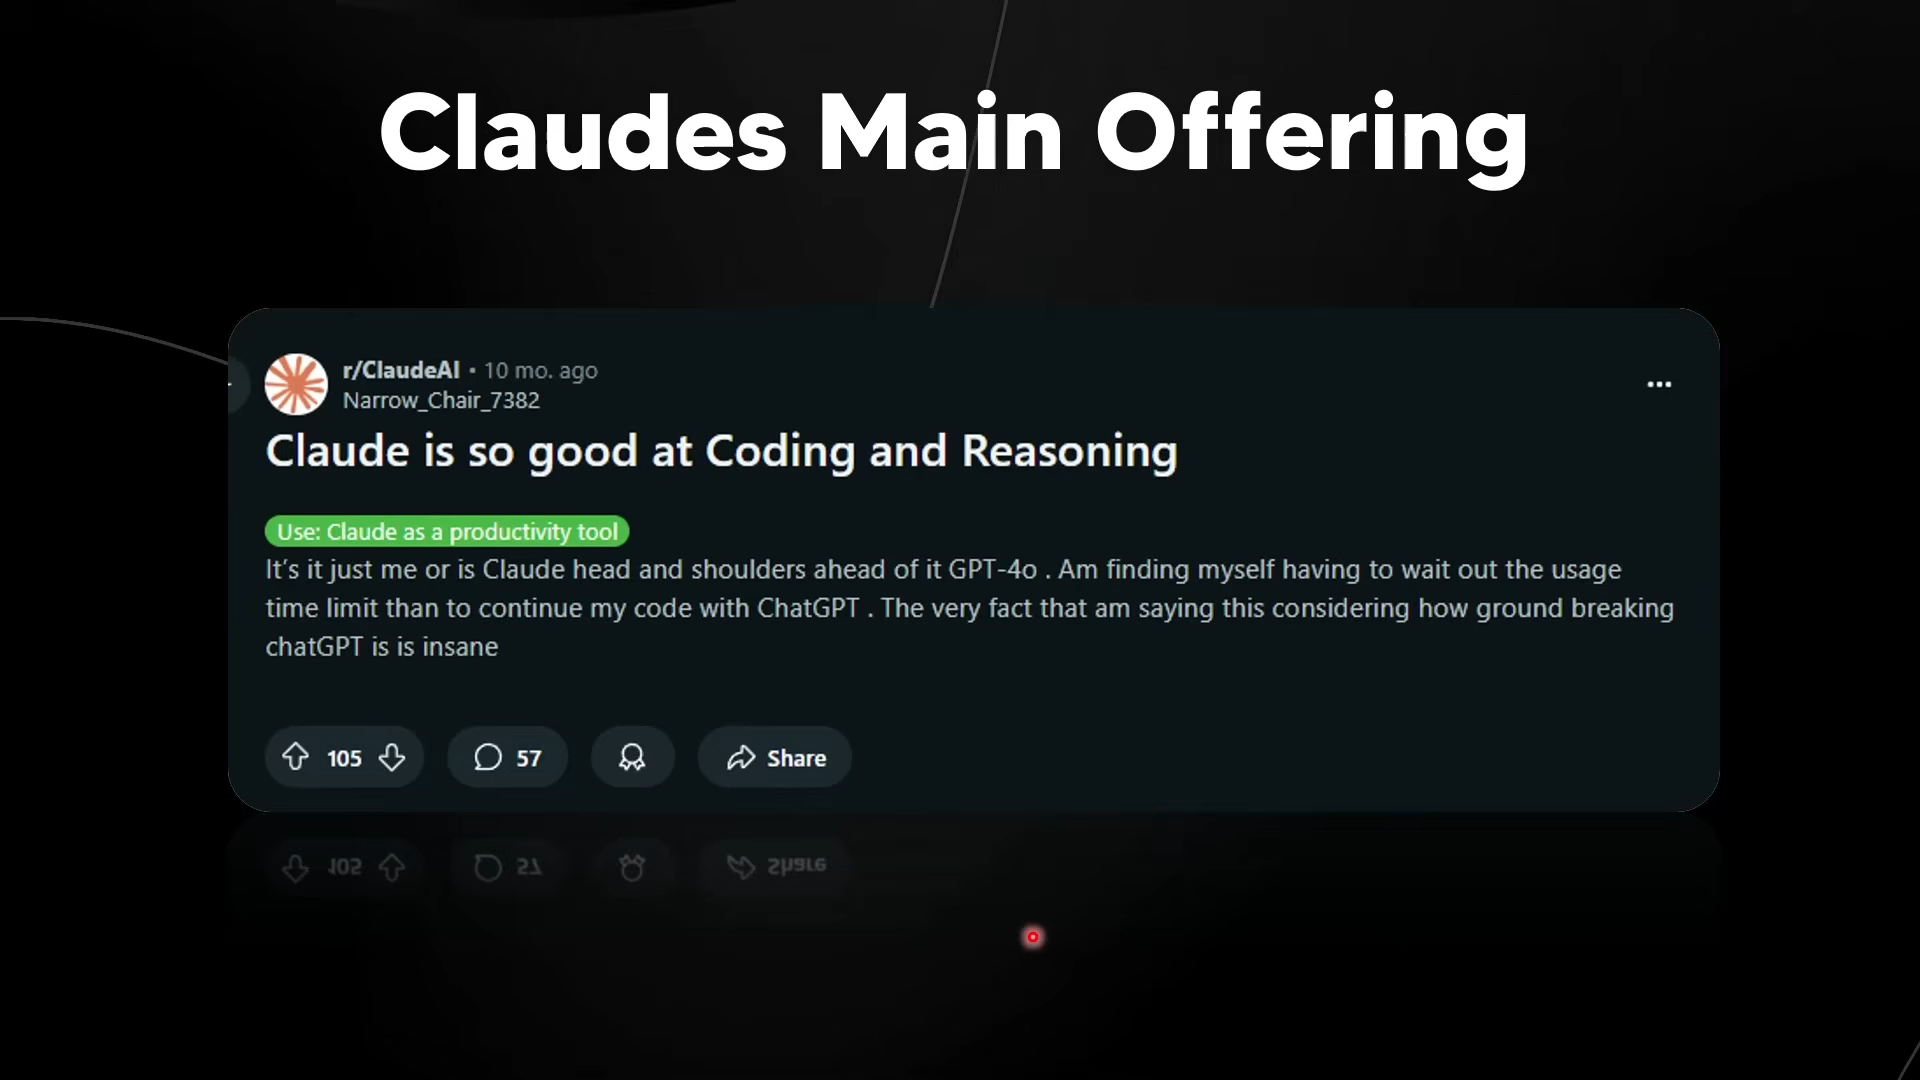 Claudes Main Offering
r/ClaudeAI • 10 mo. ago
Narrow_Chair_7382
Claude is so good at Coding and Reasoning
Use: Claude as a productivity tool
It's it just me or is Claude head and shoulders ahead of it GPT-4o . Am finding myself having to wait out the usage
time limit than to continue my code with ChatGPT . The very fact that am saying this considering how ground breaking
chatGPT is is insane
105
57
Share